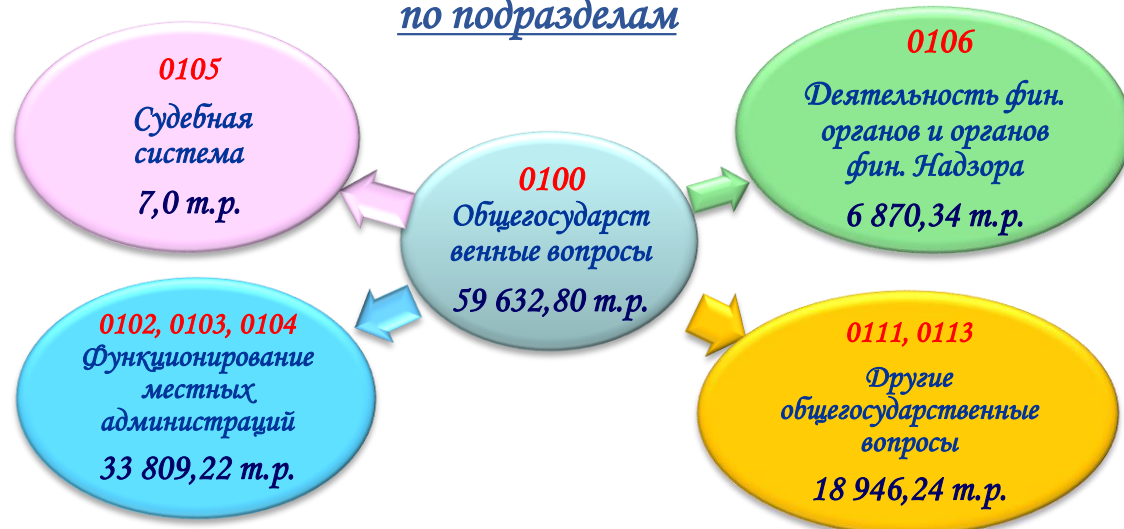 по подразделам
0105
Судебная
система
7,0 т.р.
0106
Деятельность фин.
органов и органов
фин. Надзора
6 870,34 т.р.
0100
Общегосударст
венные вопросы
59 632,80 т.р.
0102, 0103, 0104
Функционирование
местных
администраций
33 809,22 т.р.
0111, 0113
Другие
общегосударственные
вопросы
18 946,24 т.р.